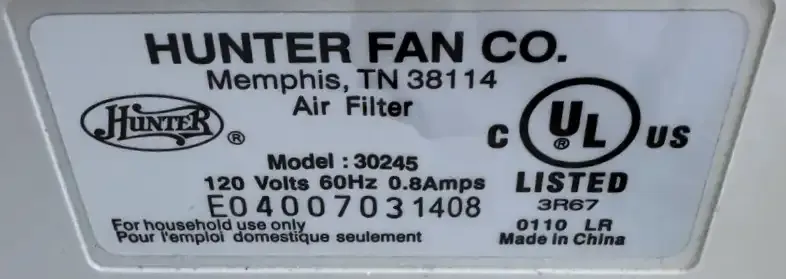 HUNTER FAN CO.
Memphis, TN 38114
Air Filter
HUNTER ®
C UL ® US
Model : 30245
120 Volts 60Hz 0.8Amps
LISTED
3R67
E04007031408
0110 LR
For household use only
Pour l'emploi domestique seulement
Made in China